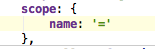 scope: {
name: '='
},